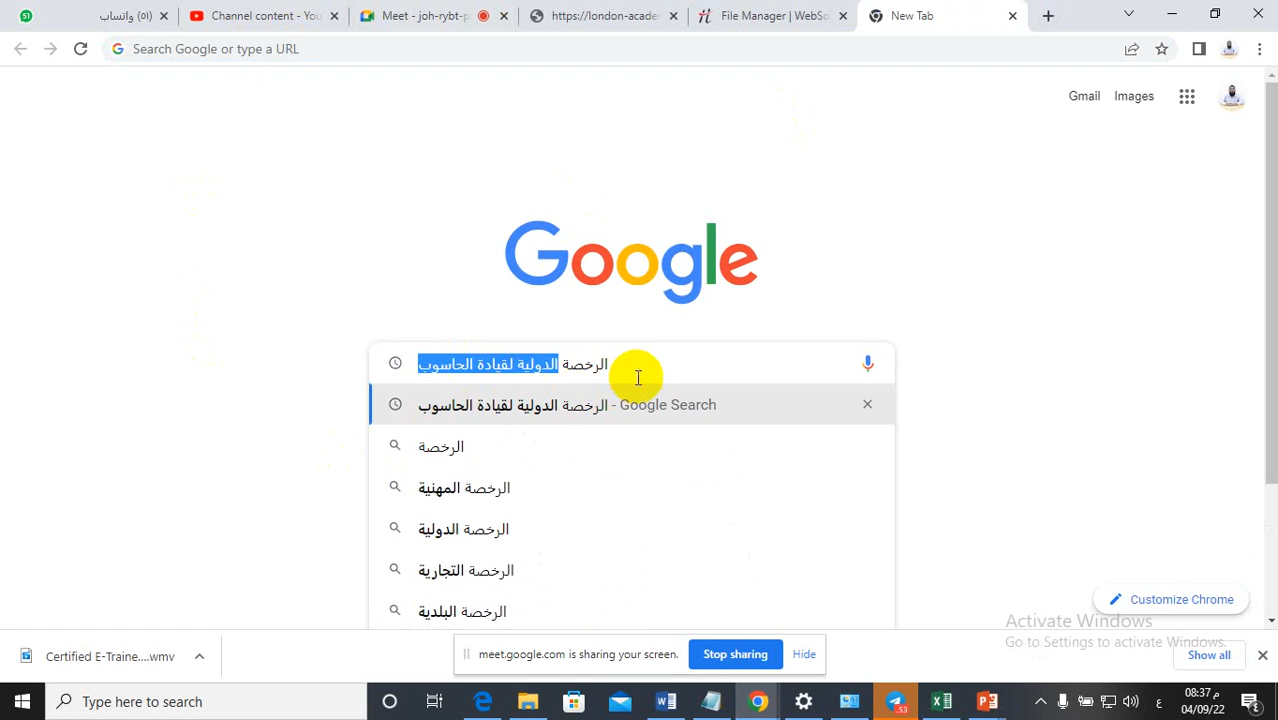 51
(٥١) واتساب
Channel content - You
Meet - joh-rybt-p
https://london-acade
File Manager | WebSo
New Tab
Search Google or type a URL
Gmail
Images
Google
الرخصة الدولية لقيادة الحاسوب
الرخصة الدولية لقيادة الحاسوب - Google Search
الرخصة
الرخصة المهنية
الرخصة الدولية
الرخصة التجارية
الرخصة البلدية
Customize Chrome
Activate Windows
Go to Settings to activate Windows.
Certified E-Traine....wmv
meet.google.com is sharing your screen.
Stop sharing
Hide
Show all
Type here to search
53
ع
08:37 م
04/09/22